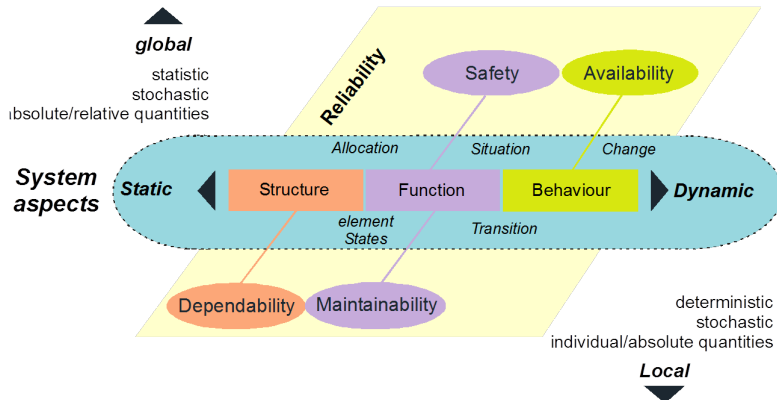 global
statistic
stochastic
absolute/relative quantities
Reliability
Safety
Availability
Allocation
Situation
Change
System
aspects
Static
Structure
Function
Behaviour
Dynamic
element
States
Transition
Dependability
Maintainability
deterministic
stochastic
individual/absolute quantities
Local